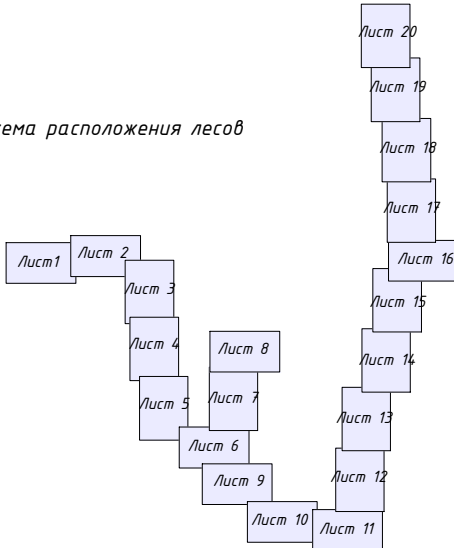 Лист 20
Лист 19
хема расположения лесов
Лист 18
Лист 17
Лист 2
Лист1
Лист 16
Лист 3
Лист 15
Лист 4
Лист 8
Лист 14
Лист 5
Лист 7
Лист 13
Лист 6
Лист 12
Лист 9
Лист 10
Лист 11